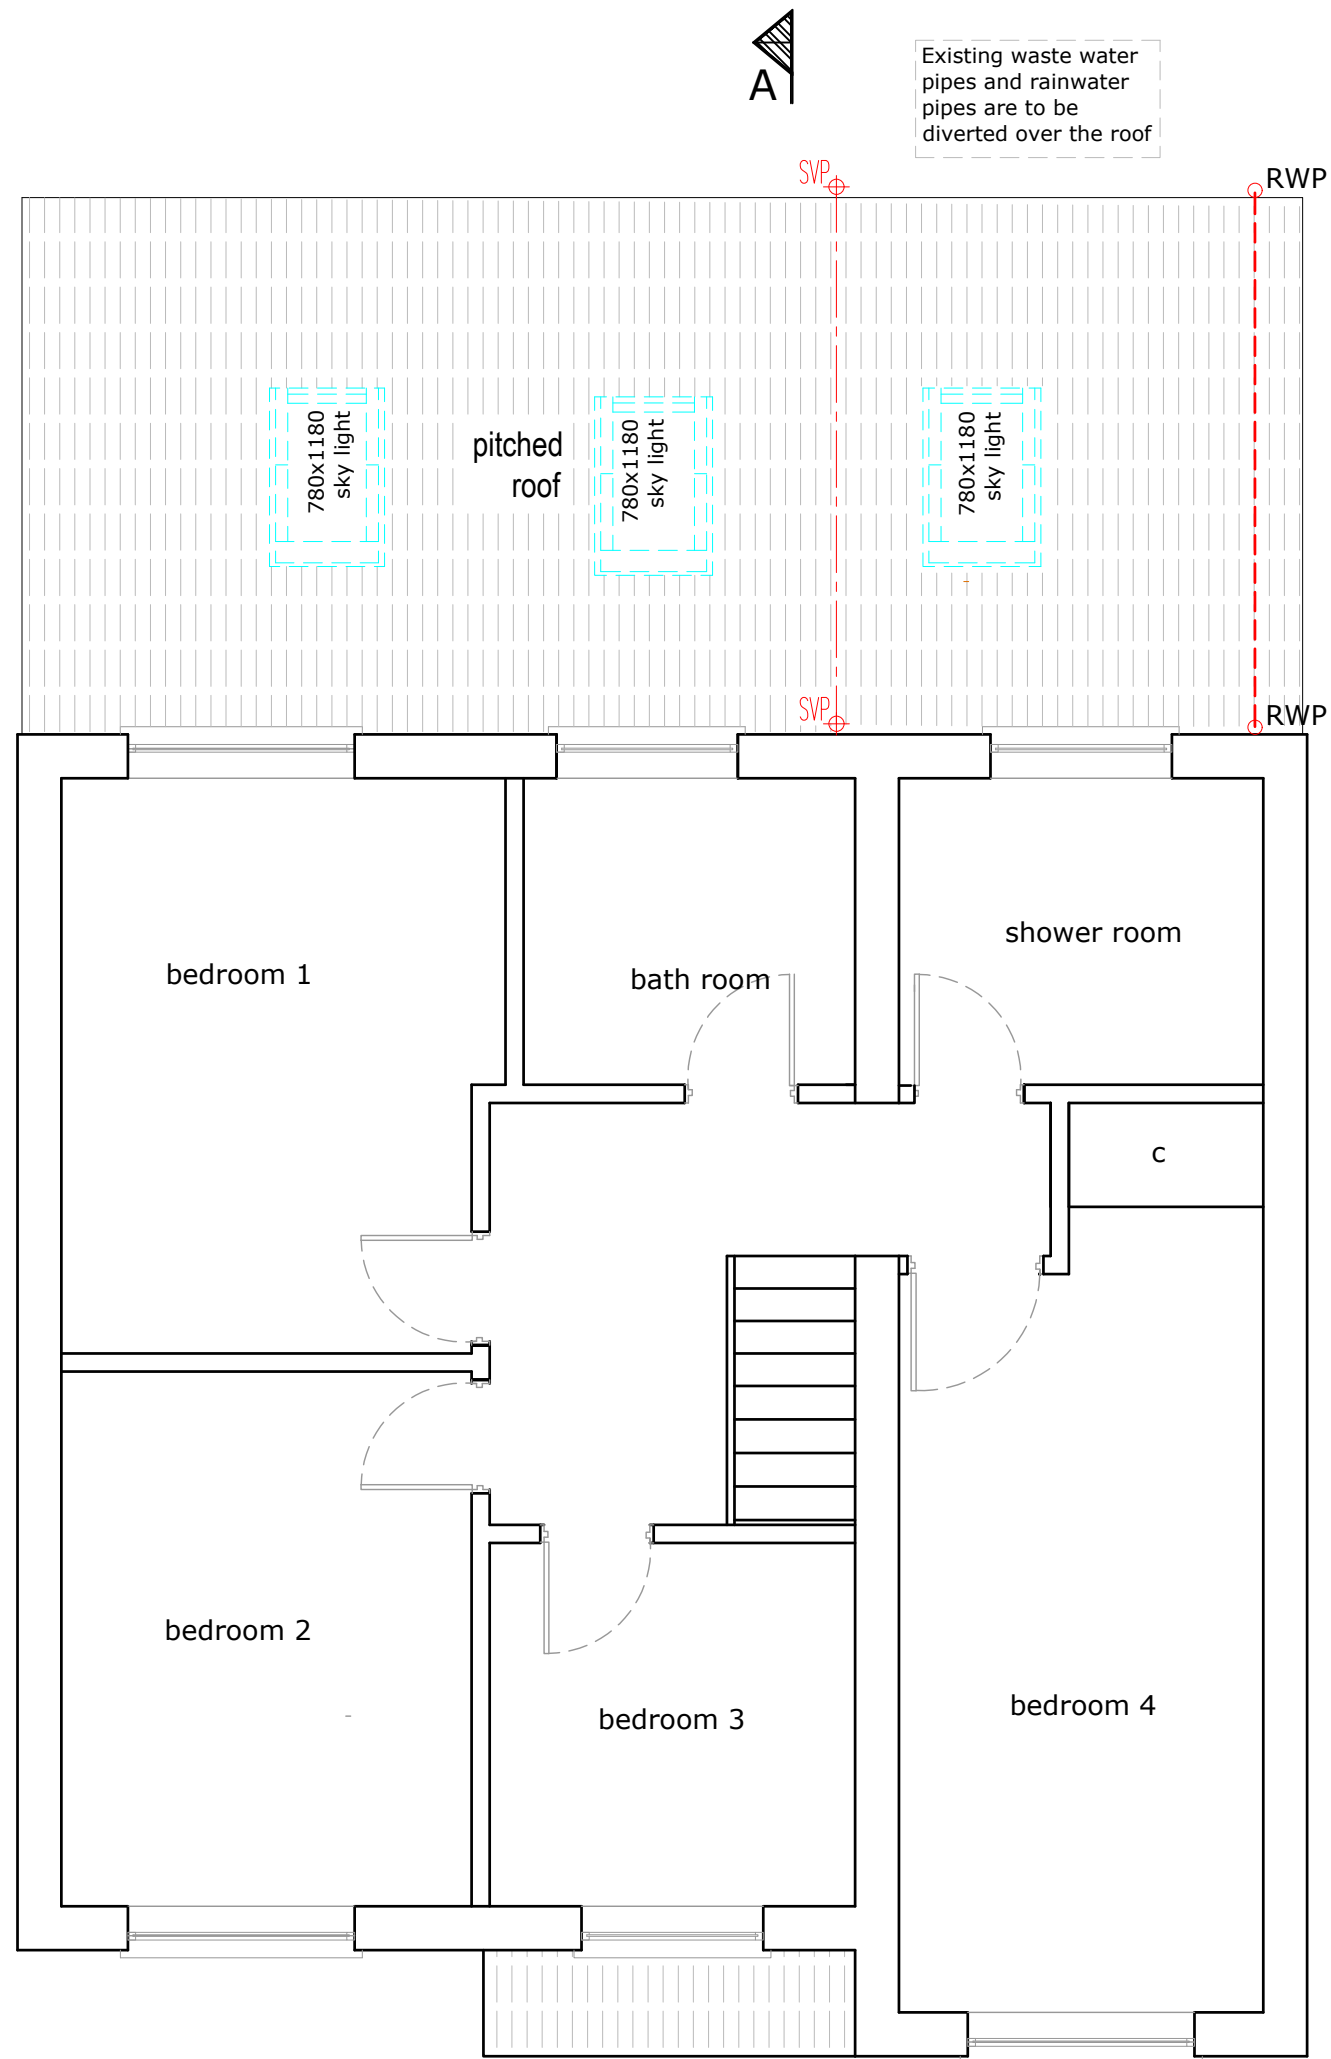 A
Existing waste water
pipes and rainwater
pipes are to be
diverted over the roof
SVP
RWP
780x1180
sky light
pitched
roof
780x1180
sky light
780x1180
sky light
SVP
RWP
bedroom 1
bath room
shower room
c
bedroom 2
bedroom 3
bedroom 4